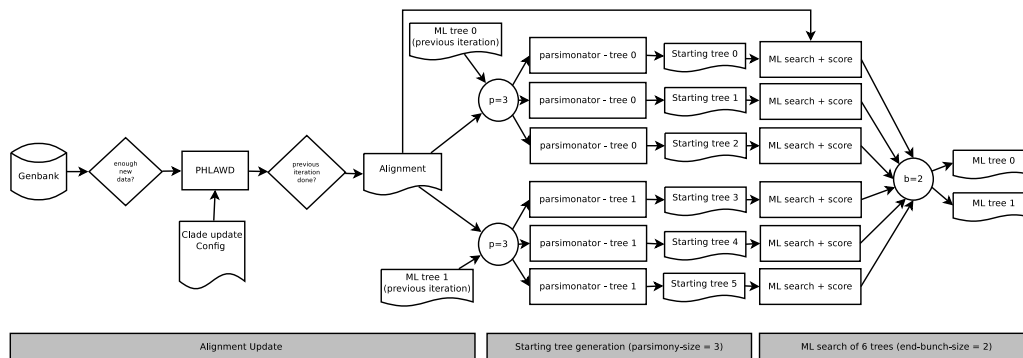 Genbank
enough
new
data?
PHLAWD
Clade update
Config
previous
iteration
done?
Alignment
ML tree 0
(previous iteration)
p=3
parsimonator - tree 0
Starting tree 0
ML search + score
parsimonator - tree 0
Starting tree 1
ML search + score
parsimonator - tree 0
Starting tree 2
ML search + score
ML tree 1
(previous iteration)
p=3
parsimonator - tree 1
Starting tree 3
ML search + score
parsimonator - tree 1
Starting tree 4
ML search + score
parsimonator - tree 1
Starting tree 5
ML search + score
b=2
ML tree 0
ML tree 1
Alignment Update
Starting tree generation (parsimony-size = 3)
ML search of 6 trees (end-bunch-size = 2)